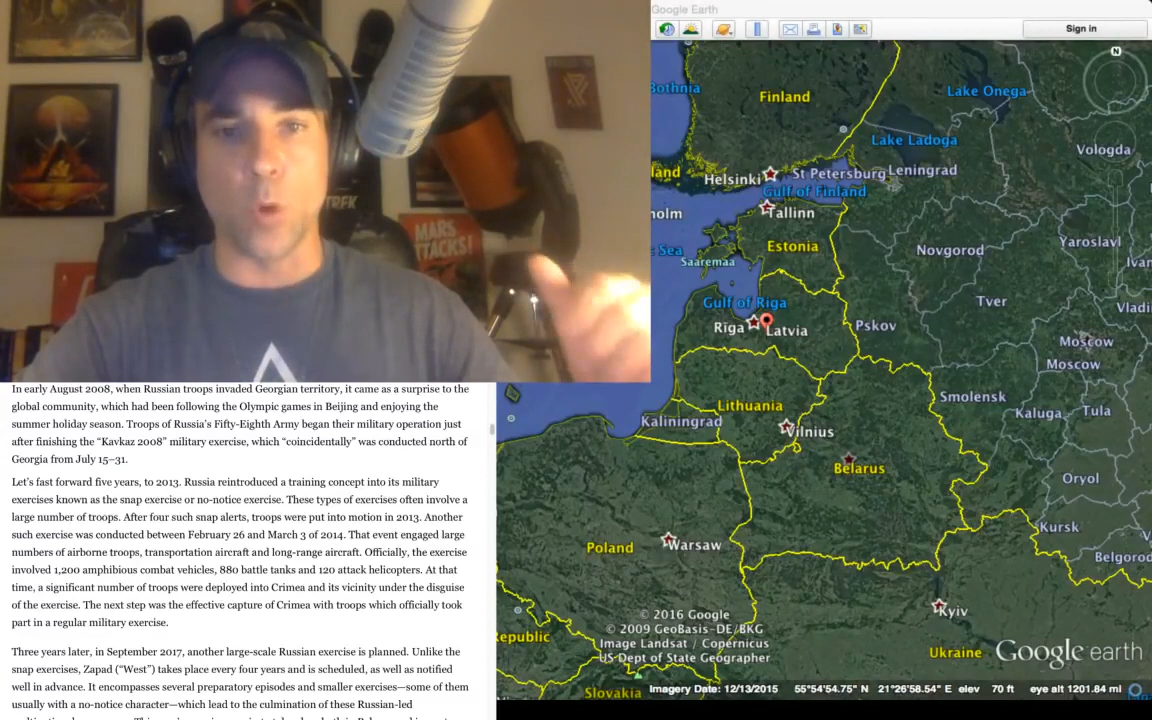 Google Earth
Sign in
N
Bothnia
Finland
Lake Onega
Lake Ladoga
Vologda
land
Helsinki
St Petersburg
Leningrad
Gulf of Finland
holm
Tallinn
Sea
Estonia
Novgorod
Yaroslavl
Saaremaa
Ivan
TREK
MARS
ATTACKS!
Gulf of Riga
Tver
Vladi
Rīga
Latvia
Pskov
Moscow
Moscow
Smolensk
Lithuania
Kaluga
Tula
Kaliningrad
Vilnius
Belarus
Oryol
Kursk
Poland
Warsaw
Belgorod
Kyiv
Republic
Ukraine
Slovakia
© 2016 Google
© 2009 GeoBasis-DE/BKG
Image Landsat / Copernicus
US Dept of State Geographer
Google earth
Imagery Date: 12/13/2015 55°54'54.75" N 21°26'58.54" E elev 70 ft eye alt 1201.84 mi
In early August 2008, when Russian troops invaded Georgian territory, it came as a surprise to the
global community, which had been following the Olympic games in Beijing and enjoying the
summer holiday season. Troops of Russia's Fifty-Eighth Army began their military operation just
after finishing the “Kavkaz 2008” military exercise, which “coincidentally” was conducted north of
Georgia from July 15–31.
Let's fast forward five years, to 2013. Russia reintroduced a training concept into its military
exercises known as the snap exercise or no-notice exercise. These types of exercises often involve a
large number of troops. After four such snap alerts, troops were put into motion in 2013. Another
such exercise was conducted between February 26 and March 3 of 2014. That event engaged large
numbers of airborne troops, transportation aircraft and long-range aircraft. Officially, the exercise
involved 1,200 amphibious combat vehicles, 880 battle tanks and 120 attack helicopters. At that
time, a significant number of troops were deployed into Crimea and its vicinity under the disguise
of the exercise. The next step was the effective capture of Crimea with troops which officially took
part in a regular military exercise.
Three years later, in September 2017, another large-scale Russian exercise is planned. Unlike the
snap exercises, Zapad (“West”) takes place every four years and is scheduled, as well as notified
well in advance. It encompasses several preparatory episodes and smaller exercises—some of them
usually with a no-notice character—which lead to the culmination of these Russian-led